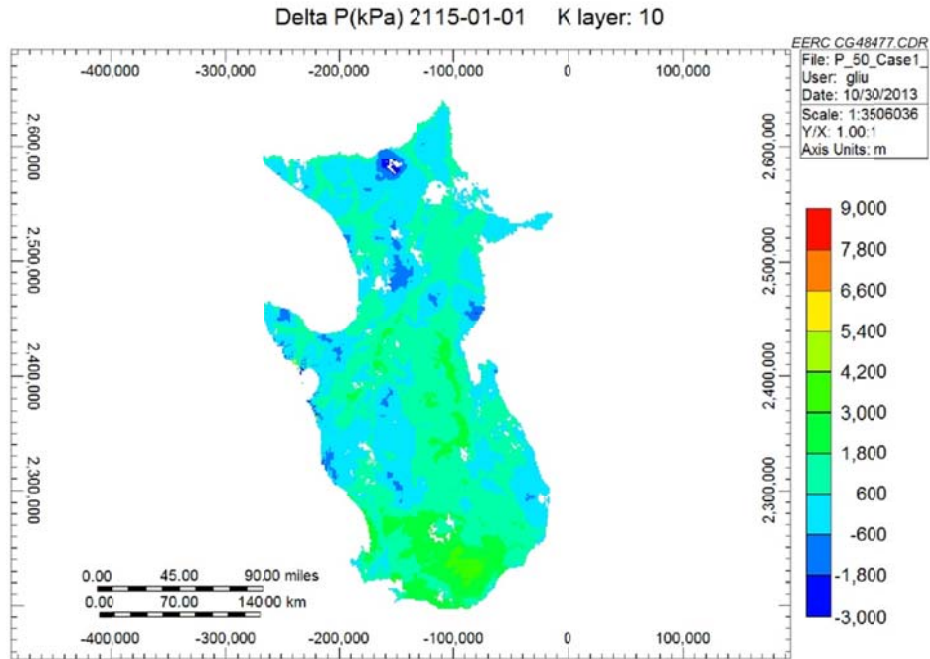 Delta P(kPa) 2115-01-01 K layer: 10
EERC CG48477.CDR
File: P_50_Case1_
User: gliu
Date: 10/30/2013
Scale: 1:3506036
Y/X: 1.00:1
Axis Units: m
-400,000 -300,000 -200,000 -100,000 0 100,000
2,600,000 2,600,000
2,500,000 2,500,000
2,400,000 2,400,000
2,300,000 2,300,000
9,000
7,800
6,600
5,400
4,200
3,000
1,800
600
-600
-1,800
-3,000
0.00 45.00 90.00 miles
0.00 70.00 140.00 km
-400,000 -300,000 -200,000 -100,000 0 100,000